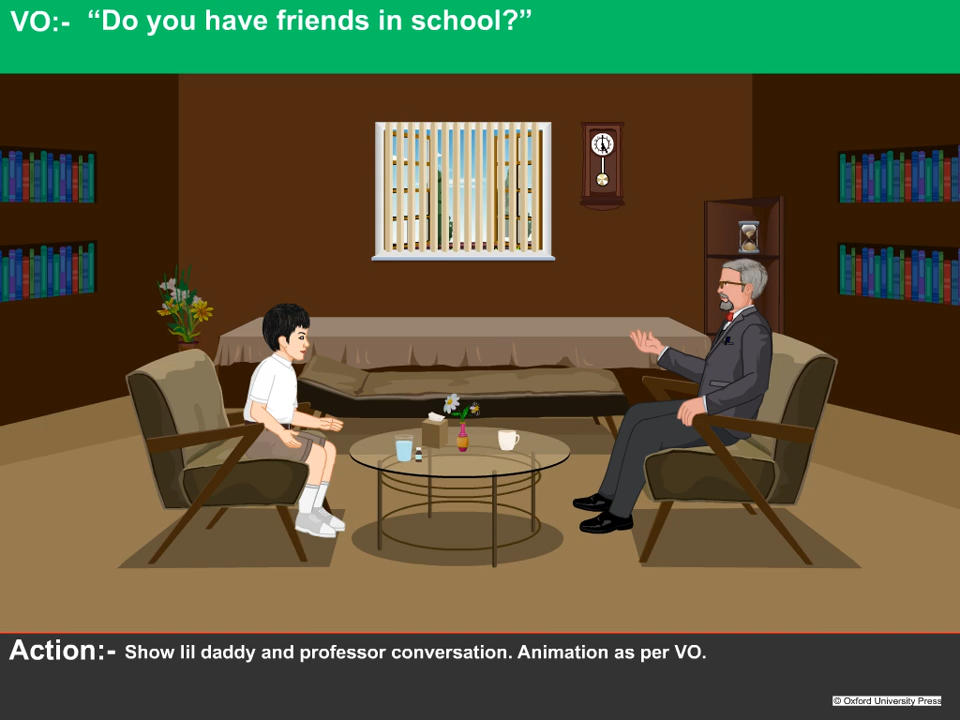 VO:- “Do you have friends in school?”
Action:- Show lil daddy and professor conversation. Animation as per VO.
© Oxford University Press